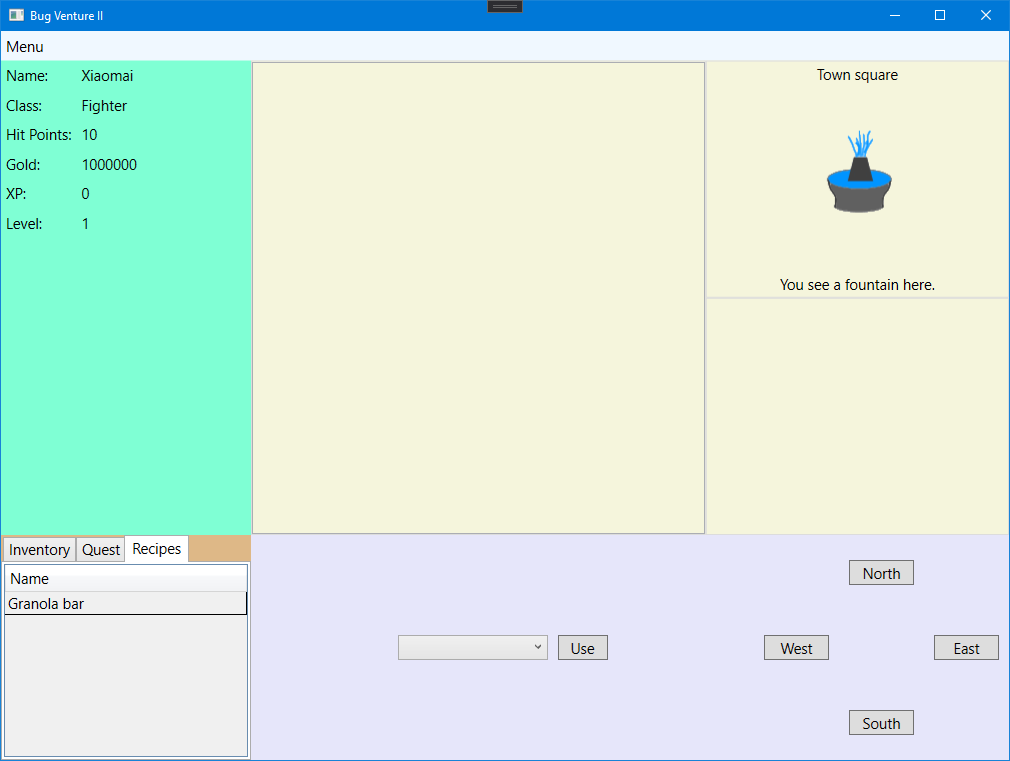 Bug Venture II
Menu
Name: Xiaomai
Class: Fighter
Hit Points: 10
Gold: 1000000
XP: 0
Level: 1
Town square
You see a fountain here.
Inventory Quest Recipes
Name
Granola bar
North
Use
West
East
South